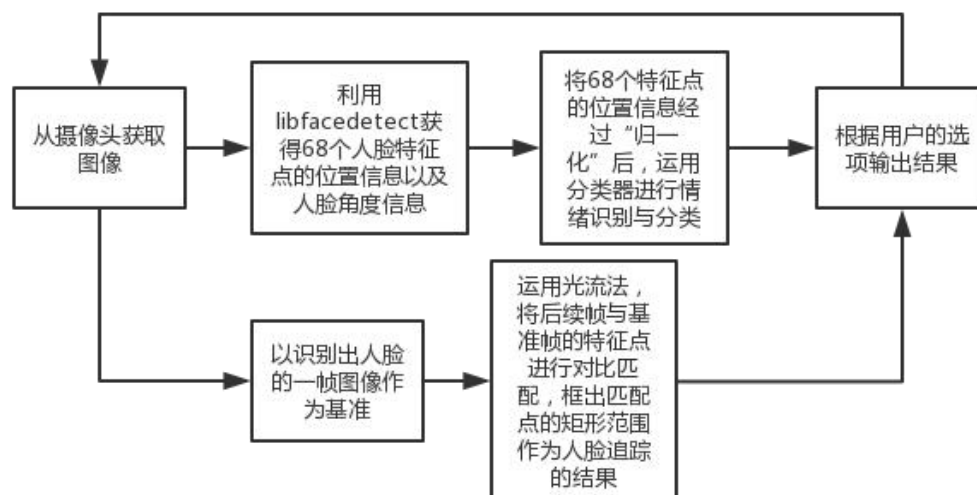 从摄像头获取
图像
利用
libfacedetect获
得68个人脸特征
点的位置信息以及
人脸角度信息
将68个特征点
的位置信息经
过“归一
化”后，运用
分类器进行情
绪识别与分类
根据用户的选
项输出结果
以识别出人脸
的一帧图像作
为基准
运用光流法，
将后续帧与基
准帧的特征点
进行对比匹
配，框出匹配
点的矩形范围
作为人脸追踪
的结果